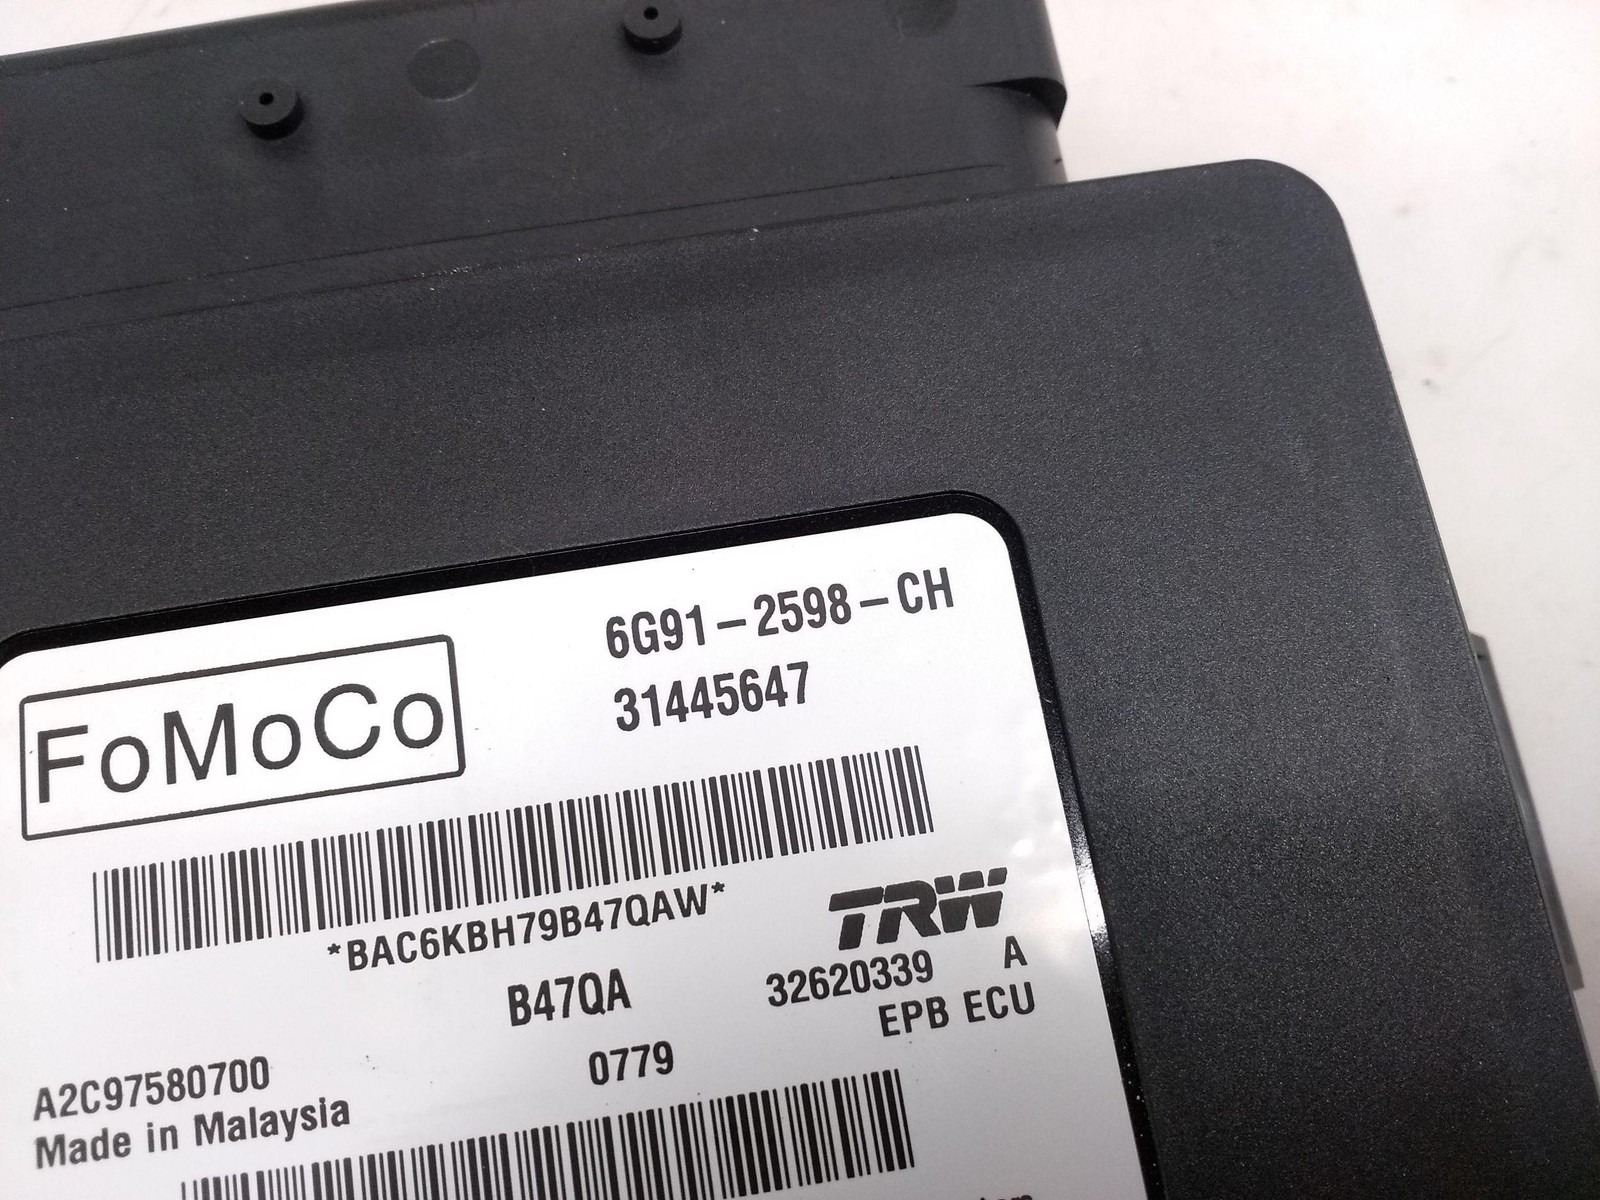 FoMoCo
6G91-2598-CH
31445647
*BAC6KBH79B47QAW*
TRW
B47QA
32620339 A
EPB ECU
A2C97580700
0779
Made in Malaysia